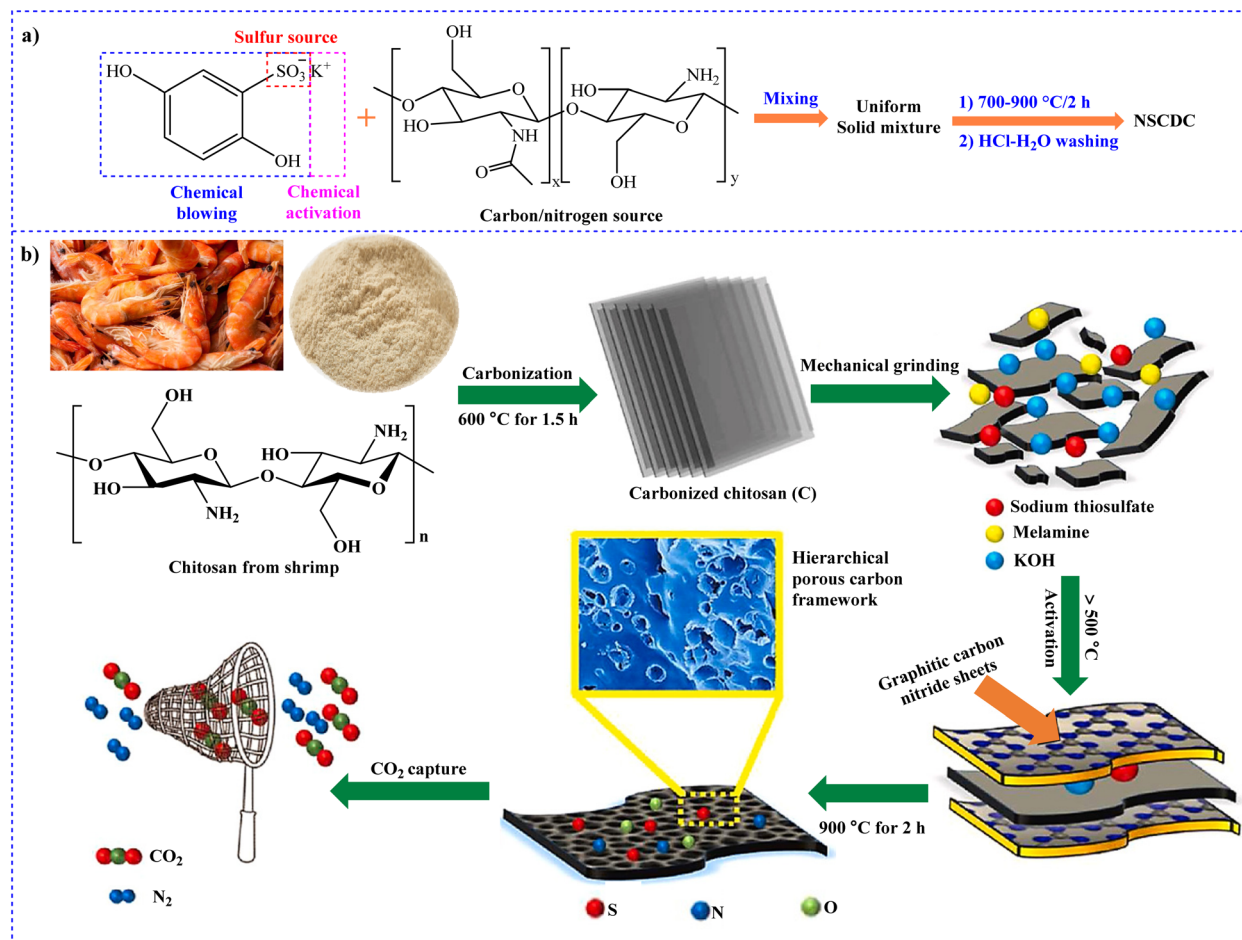 a)
Sulfur source
HO
SO₃⁻K⁺
OH
Chemical
blowing
Chemical
activation
+
OH
O
O
HO
NH
O
x
O
HO
NH₂
O
OH
y
Carbon/nitrogen source
Mixing
Uniform
Solid mixture
1) 700-900 °C/2 h
2) HCl-H₂O washing
NSCDC
b)
Carbonization
600 °C for 1.5 h
Mechanical grinding
OH
O
O
HO
NH₂
O
HO
NH₂
O
OH
n
Chitosan from shrimp
Carbonized chitosan (C)
Sodium thiosulfate
Melamine
KOH
Hierarchical
porous carbon
framework
> 500 °C
Activation
Graphitic carbon
nitride sheets
900 °C for 2 h
CO₂ capture
CO₂
N₂
S
N
O